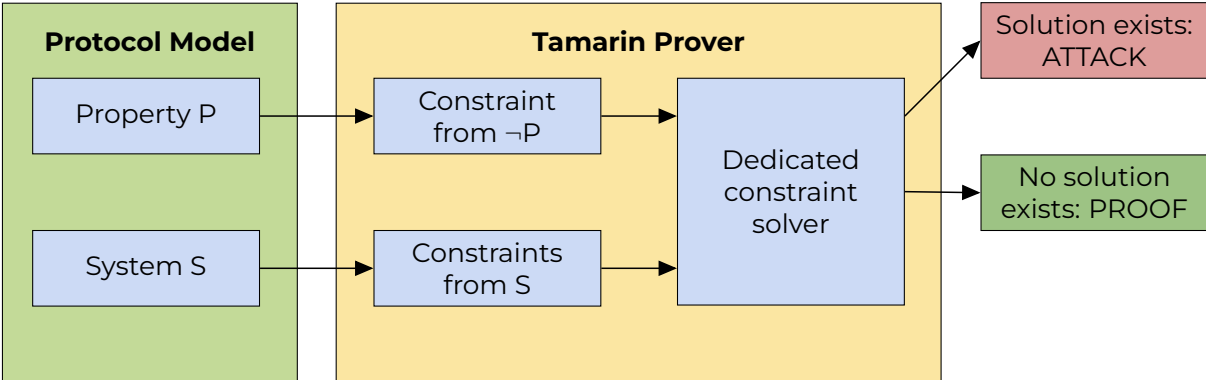 Protocol Model
Property P
System S
Tamarin Prover
Constraint
from ¬P
Constraints
from S
Dedicated
constraint
solver
Solution exists:
ATTACK
No solution
exists: PROOF